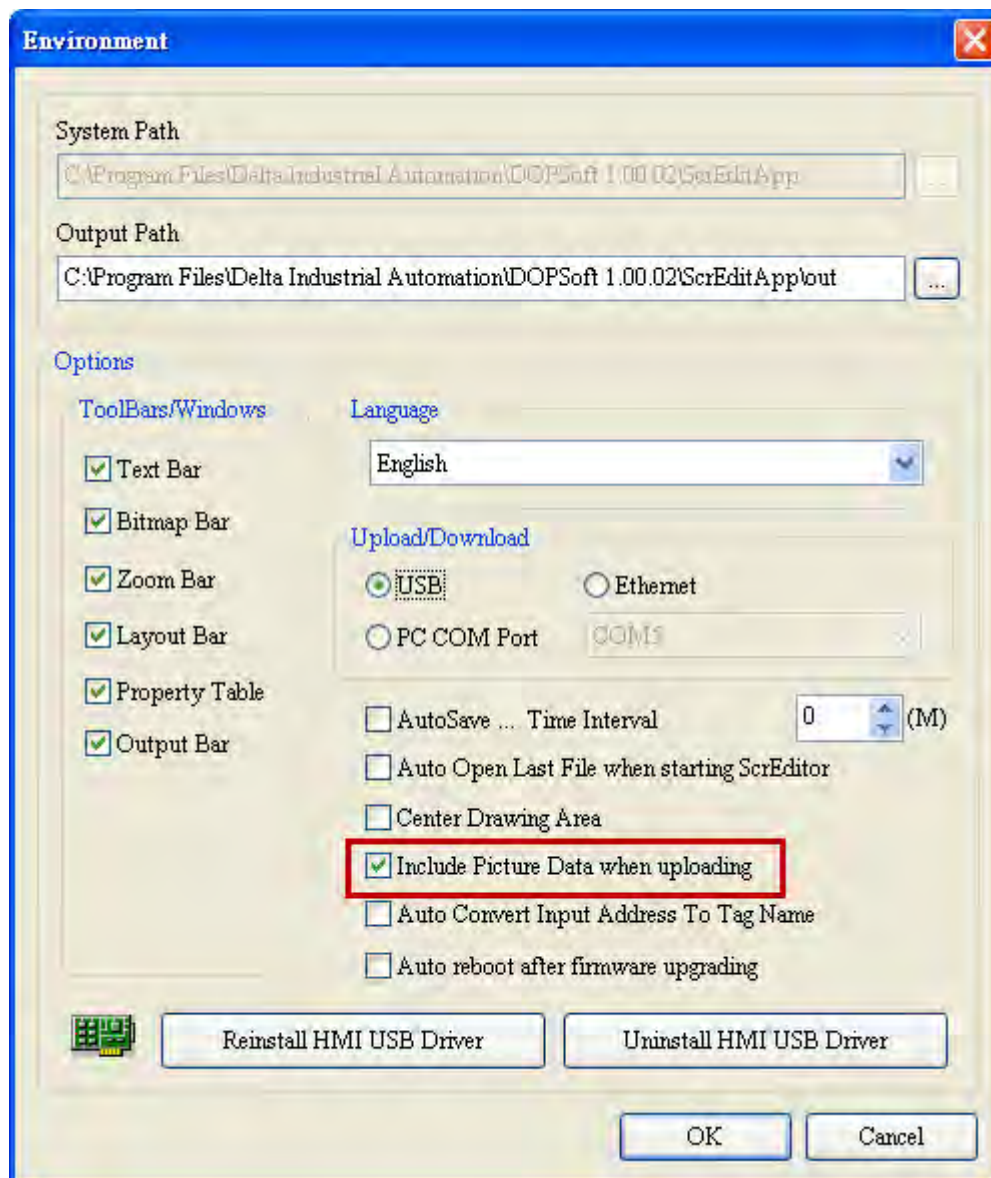 Environment
System Path
C:\Program Files\Delta Industrial Automation\DOPSoft 1.00.02\ScrEditApp
...
Output Path
C:\Program Files\Delta Industrial Automation\DOPSoft 1.00.02\ScrEditApp\out
...
Options
ToolBars/Windows
Text Bar
Bitmap Bar
Zoom Bar
Layout Bar
Property Table
Output Bar
Language
English
Upload/Download
USB
Ethernet
PC COM Port
COM5
AutoSave ... Time Interval 0 (M)
Auto Open Last File when starting ScrEditor
Center Drawing Area
Include Picture Data when uploading
Auto Convert Input Address To Tag Name
Auto reboot after firmware upgrading
Reinstall HMI USB Driver
Uninstall HMI USB Driver
OK
Cancel